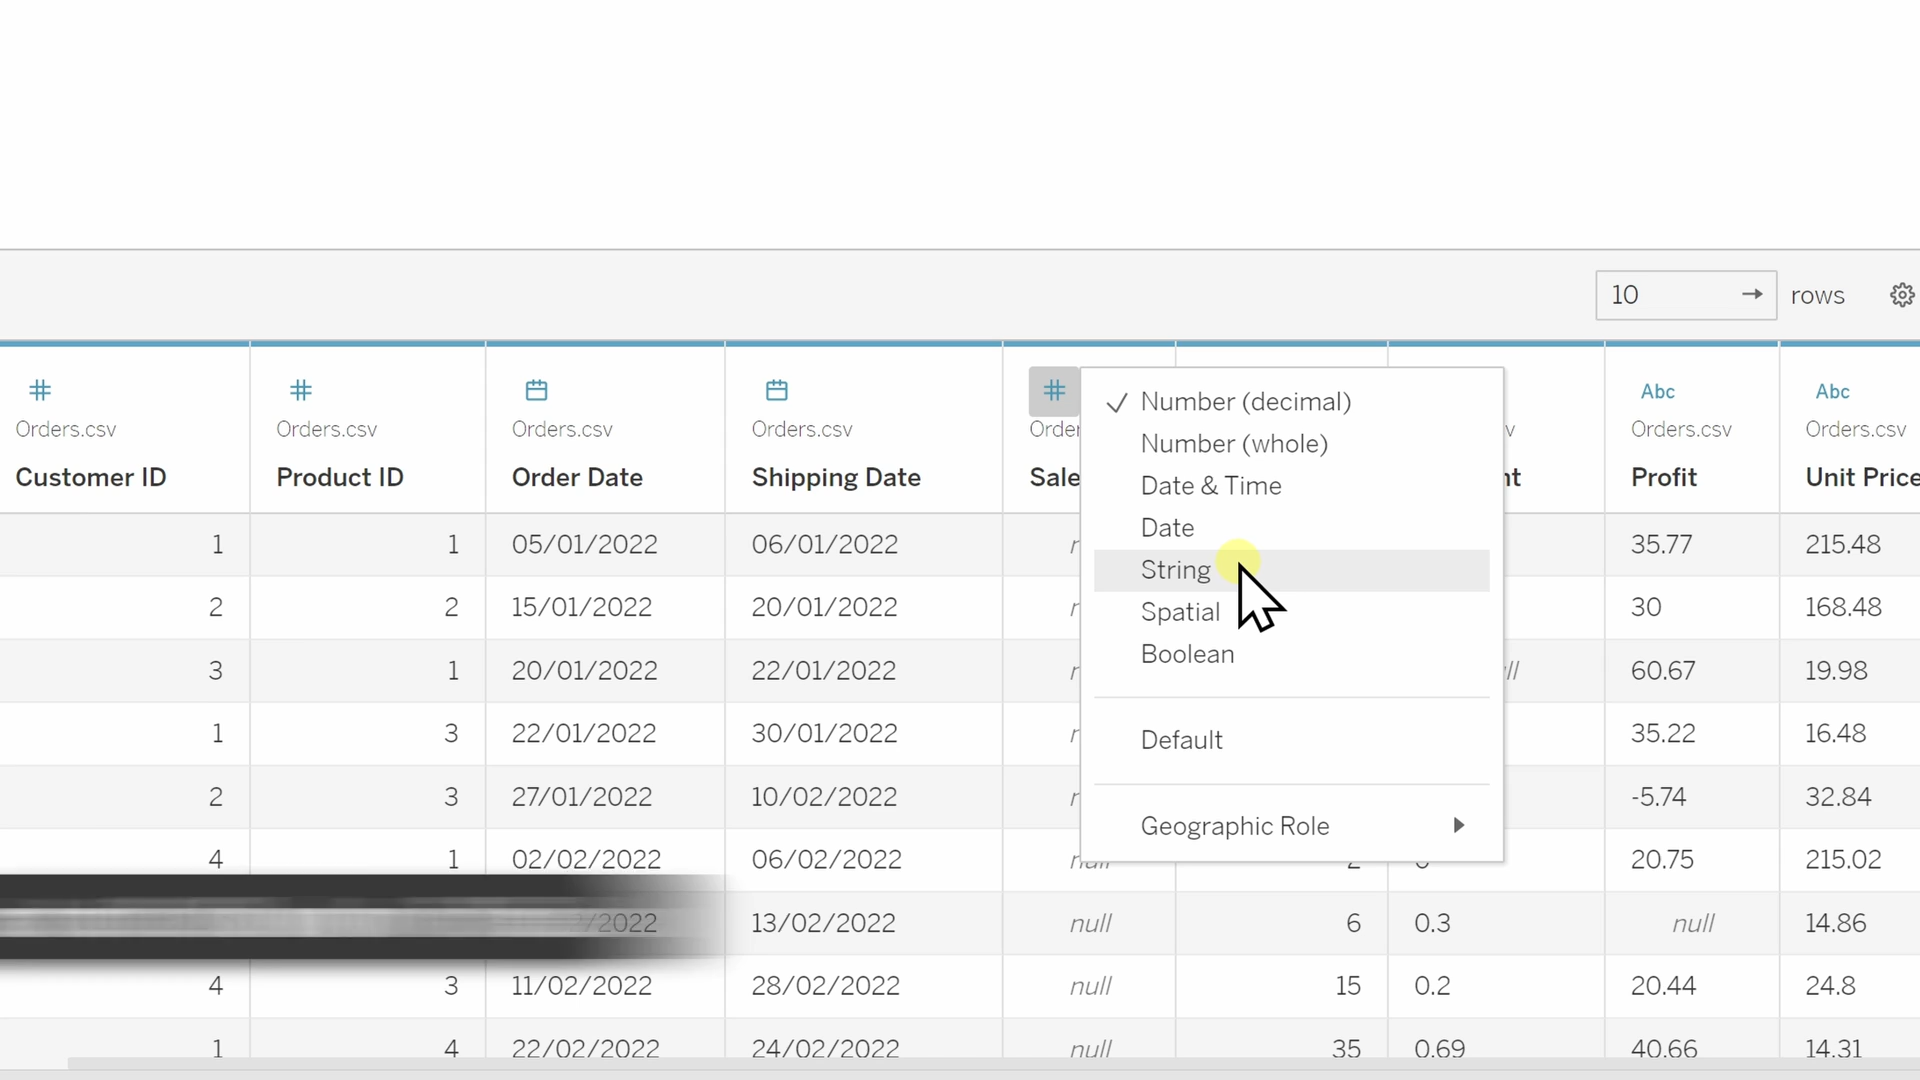 10 → rows
Abc Abc
Orders.csv Orders.csv Orders.csv Orders.csv Orders.csv Orders.csv
Customer ID Product ID Order Date Shipping Date Profit Unit Price
Number (decimal)
Number (whole)
Date & Time
Date
String
Spatial
Boolean
Default
Geographic Role
1 1 05/01/2022 06/01/2022 35.77 215.48
2 2 15/01/2022 20/01/2022 30 168.48
3 1 20/01/2022 22/01/2022 60.67 19.98
1 3 22/01/2022 30/01/2022 35.22 16.48
2 3 27/01/2022 10/02/2022 -5.74 32.84
4 1 02/02/2022 06/02/2022 null 20.75 215.02
2022 13/02/2022 null 6 0.3 null 14.86
4 3 11/02/2022 28/02/2022 null 15 0.2 20.44 24.8
1 4 22/02/2022 24/02/2022 null 35 0.69 40.66 14.31